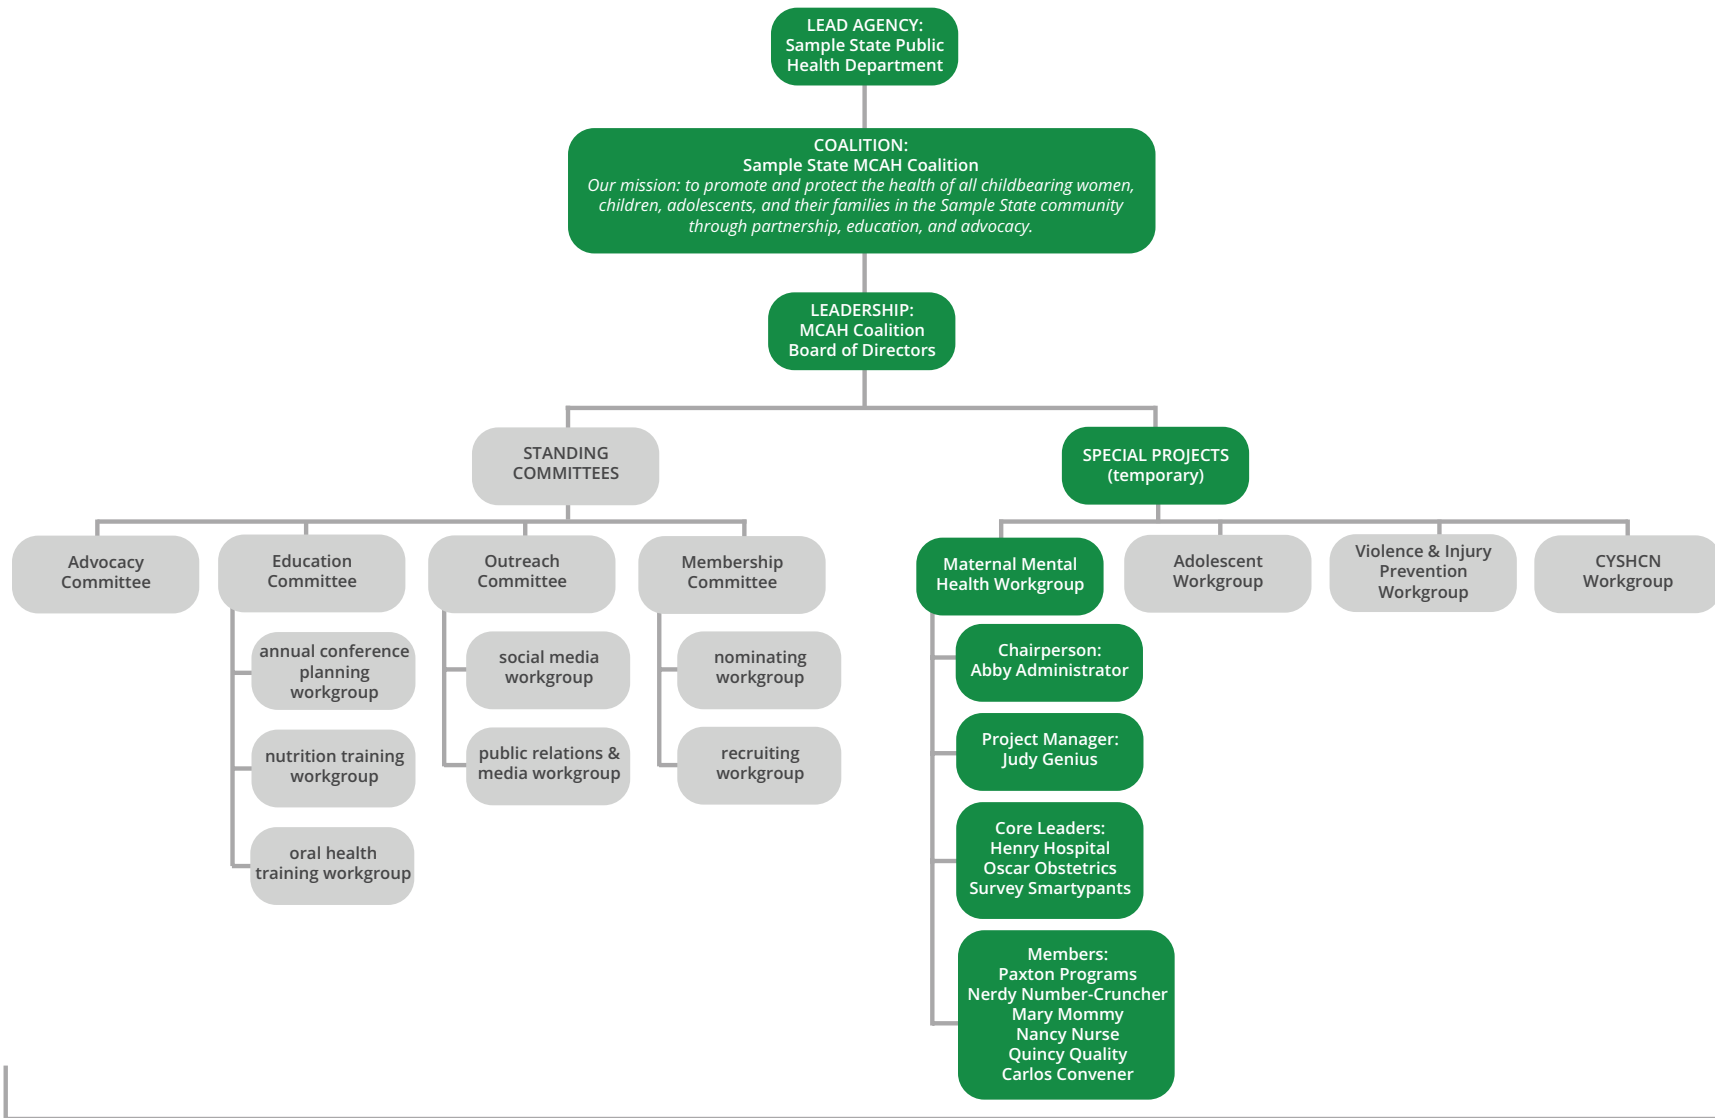 LEAD AGENCY:
Sample State Public
Health Department
COALITION:
Sample State MCAH Coalition
Our mission: to promote and protect the health of all childbearing women,
children, adolescents, and their families in the Sample State community
through partnership, education, and advocacy.
LEADERSHIP:
MCAH Coalition
Board of Directors
STANDING
COMMITTEES
SPECIAL PROJECTS
(temporary)
Advocacy
Committee
Education
Committee
annual conference
planning
workgroup
nutrition training
workgroup
oral health
training workgroup
Outreach
Committee
social media
workgroup
public relations &
media workgroup
Membership
Committee
nominating
workgroup
recruiting
workgroup
Maternal Mental
Health Workgroup
Chairperson:
Abby Administrator
Project Manager:
Judy Genius
Core Leaders:
Henry Hospital
Oscar Obstetrics
Survey Smartypants
Members:
Paxton Programs
Nerdy Number-Cruncher
Mary Mommy
Nancy Nurse
Quincy Quality
Carlos Convener
Adolescent
Workgroup
Violence & Injury
Prevention
Workgroup
CYSHCN
Workgroup